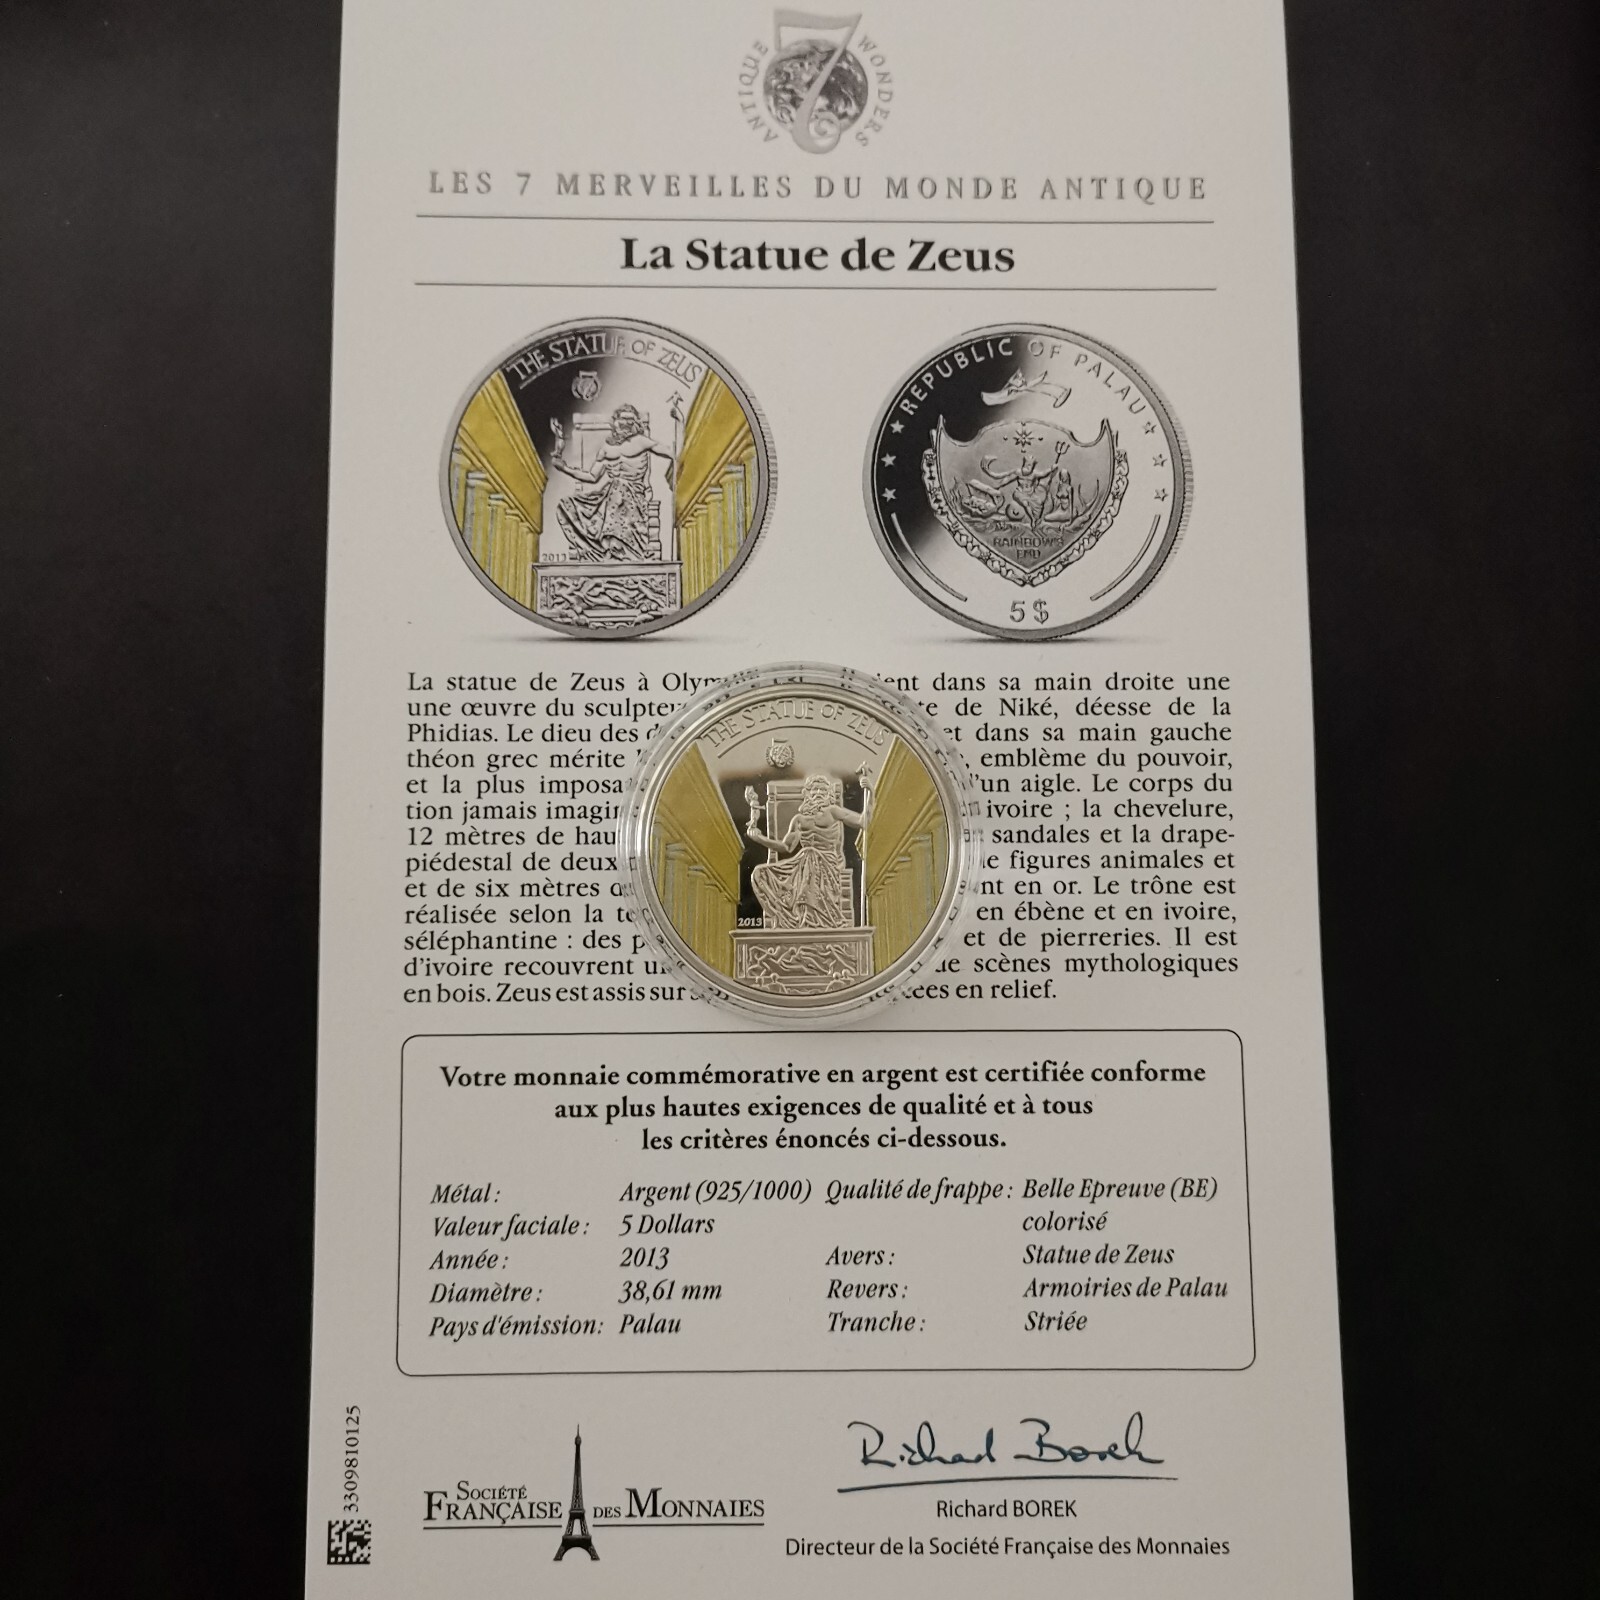 ANTIQUE 7 WONDERS
LES 7 MERVEILLES DU MONDE ANTIQUE
La Statue de Zeus
THE STATUE OF ZEUS
2013
REPUBLIC OF PALAU
RAINBOW'S
END
5$
La statue de Zeus à
une œuvre du
Phidias. Le dieu des
théon grec mérite
et la plus
tion jamais
12 mètres de
piédestal de deux
et de six mètres
réalisée selon la
séléphantine : des
d'ivoire recouvrent
en bois. Zeus est assis sur
dans sa main droite une
de Niké, déesse de la
et dans sa main gauche
, emblème du pouvoir,
d'un aigle. Le corps du
ivoire ; la chevelure,
sandales et la drape-
de figures animales et
en or. Le trône est
en ébène et en ivoire,
et de pierreries. Il est
de scènes mythologiques
en relief.
THE STATUE OF ZEUS
2013
Votre monnaie commémorative en argent est certifiée conforme
aux plus hautes exigences de qualité et à tous
les critères énoncés ci-dessous.
Métal : Argent (925/1000) Qualité de frappe : Belle Epreuve (BE)
Valeur faciale : 5 Dollars colorisé
Année : 2013 Avers : Statue de Zeus
Diamètre : 38,61 mm Revers : Armoiries de Palau
Pays d'émission: Palau Tranche : Striée
3309810125
SOCIÉTÉ
FRANÇAISE DES MONNAIES
Richard Borek
Richard BOREK
Directeur de la Société Française des Monnaies